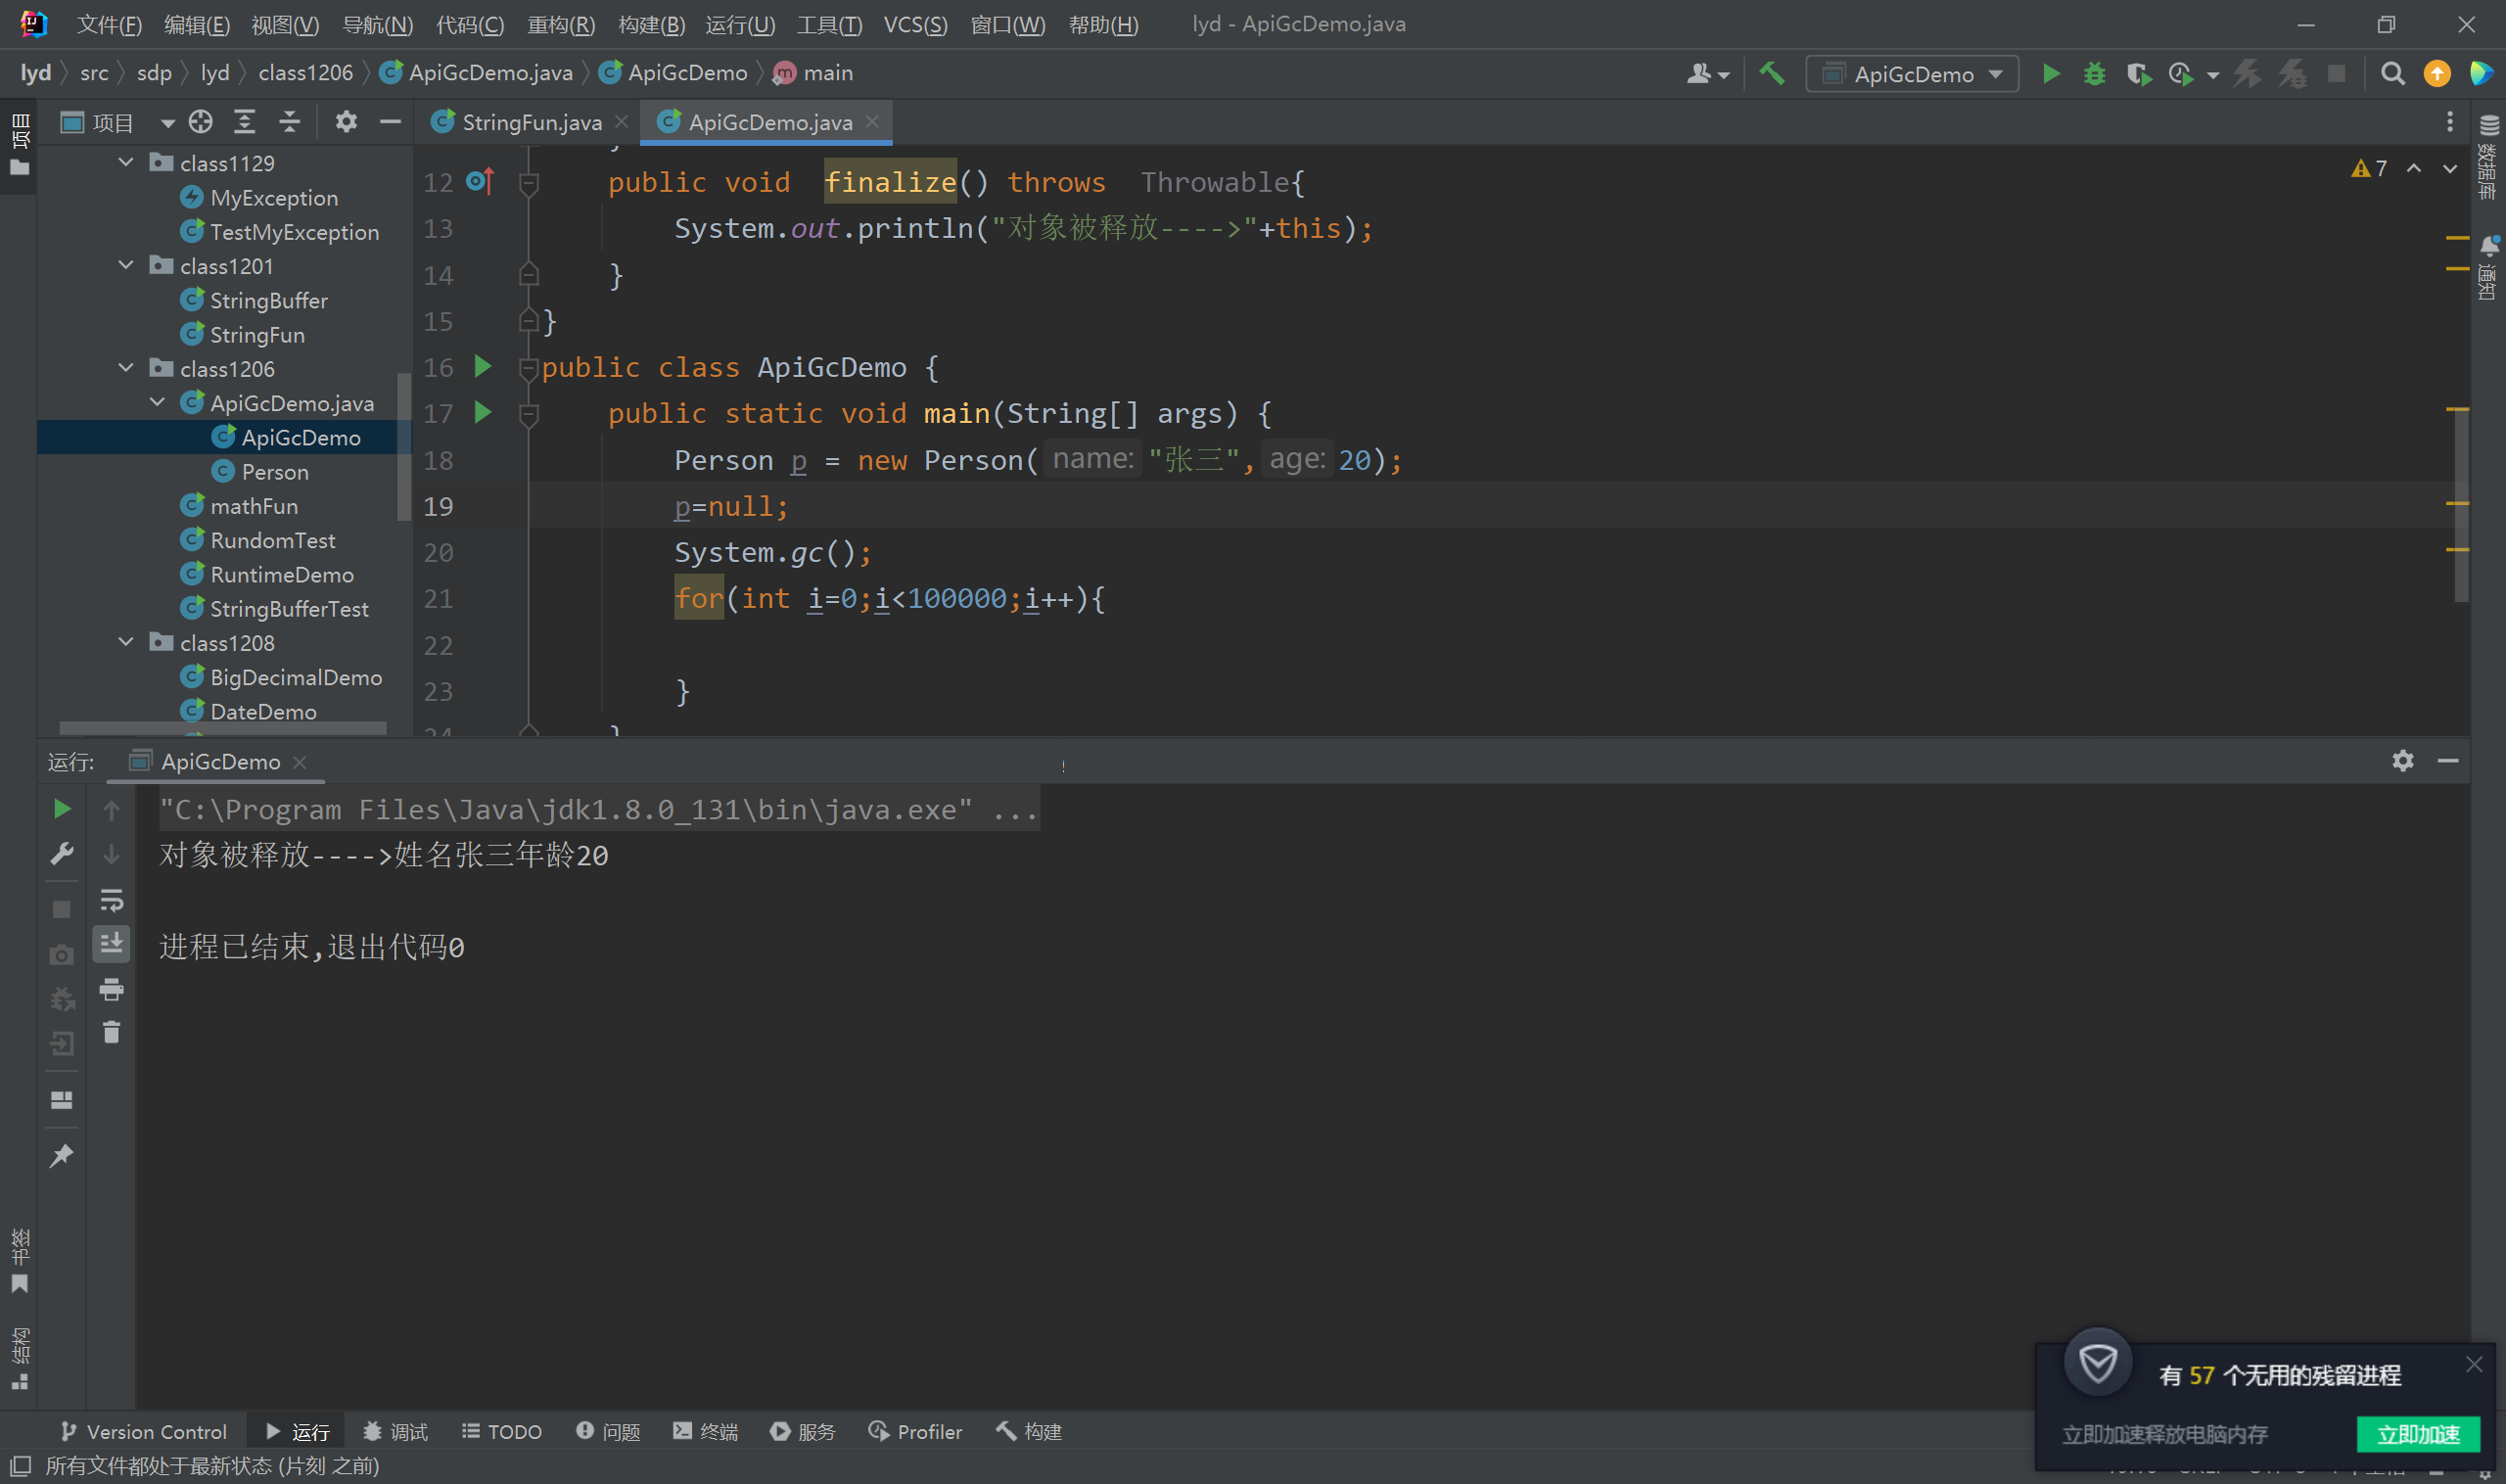 文件(F) 编辑(E) 视图(V) 导航(N) 代码(C) 重构(R) 构建(B) 运行(U) 工具(T) VCS(S) 窗口(W) 帮助(H) lyd - ApiGcDemo.java
lyd src sdp lyd class1206 ApiGcDemo.java ApiGcDemo main ApiGcDemo
项目
项目
StringFun.java ApiGcDemo.java
class1129
MyException
TestMyException
class1201
StringBuffer
StringFun
class1206
ApiGcDemo.java
ApiGcDemo
Person
mathFun
RundomTest
RuntimeDemo
StringBufferTest
class1208
BigDecimalDemo
DateDemo
7
12 public void finalize() throws Throwable{
13 System.out.println("对象被释放---->"+this);
14 }
15 }
16 public class ApiGcDemo {
17 public static void main(String[] args) {
18 Person p = new Person( name: "张三", age: 20);
19 p=null;
20 System.gc();
21 for(int i=0;i<100000;i++){
22
23 }
24 }
数据库
通知
运行: ApiGcDemo
"C:\Program Files\Java\jdk1.8.0_131\bin\java.exe" ...
对象被释放---->姓名张三年龄20
进程已结束,退出代码0
书签
结构
有 57 个无用的残留进程
立即加速释放电脑内存 立即加速
Version Control 运行 调试 TODO 问题 终端 服务 Profiler 构建
所有文件都处于最新状态 (片刻 之前)